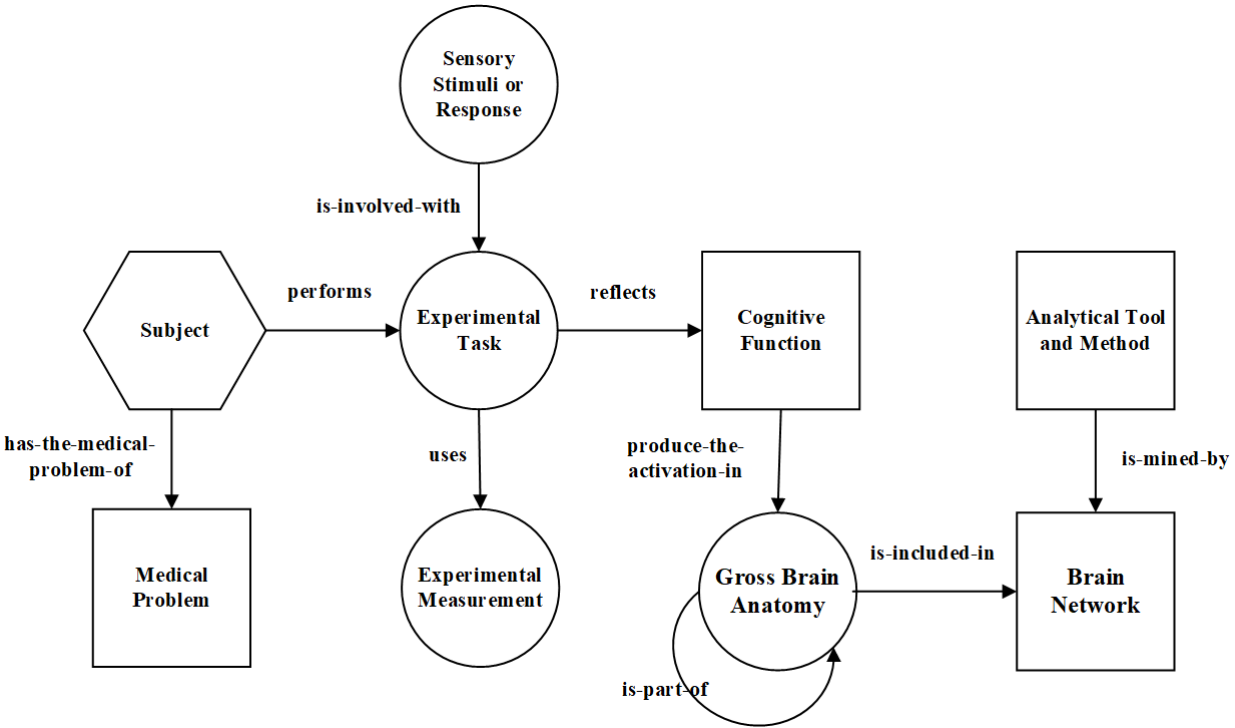 Sensory
Stimuli or
Response
is-involved-with
Subject
performs
Experimental
Task
reflects
Cognitive
Function
Analytical Tool
and Method
has-the-medical-
problem-of
uses
produce-the-
activation-in
is-mined-by
Medical
Problem
Experimental
Measurement
Gross Brain
Anatomy
is-included-in
Brain
Network
is-part-of